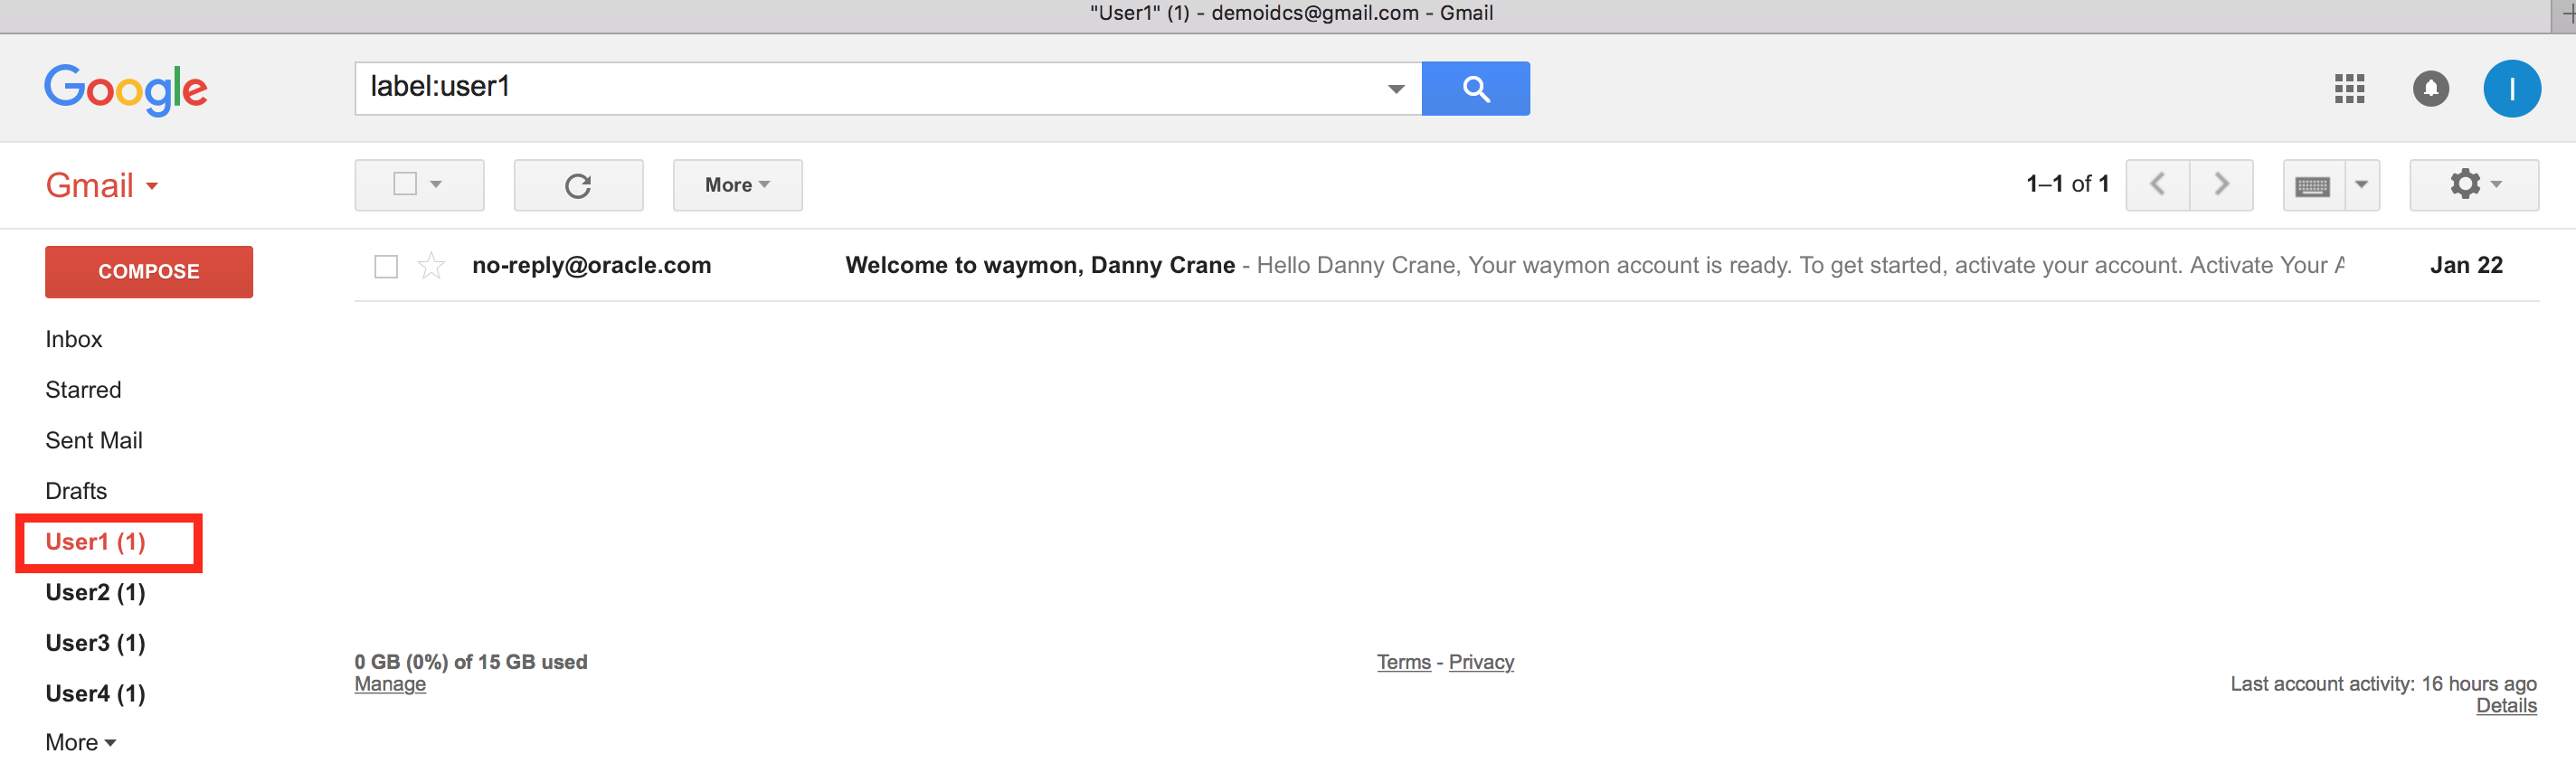 "User1" (1) - demoidcs@gmail.com - Gmail
Google
label:user1
I
Gmail
More
1–1 of 1
COMPOSE
no-reply@oracle.com Welcome to waymon, Danny Crane - Hello Danny Crane, Your waymon account is ready. To get started, activate your account. Activate Your A Jan 22
Inbox
Starred
Sent Mail
Drafts
User1 (1)
User2 (1)
User3 (1)
User4 (1)
More
0 GB (0%) of 15 GB used
Manage
Terms - Privacy
Last account activity: 16 hours ago
Details